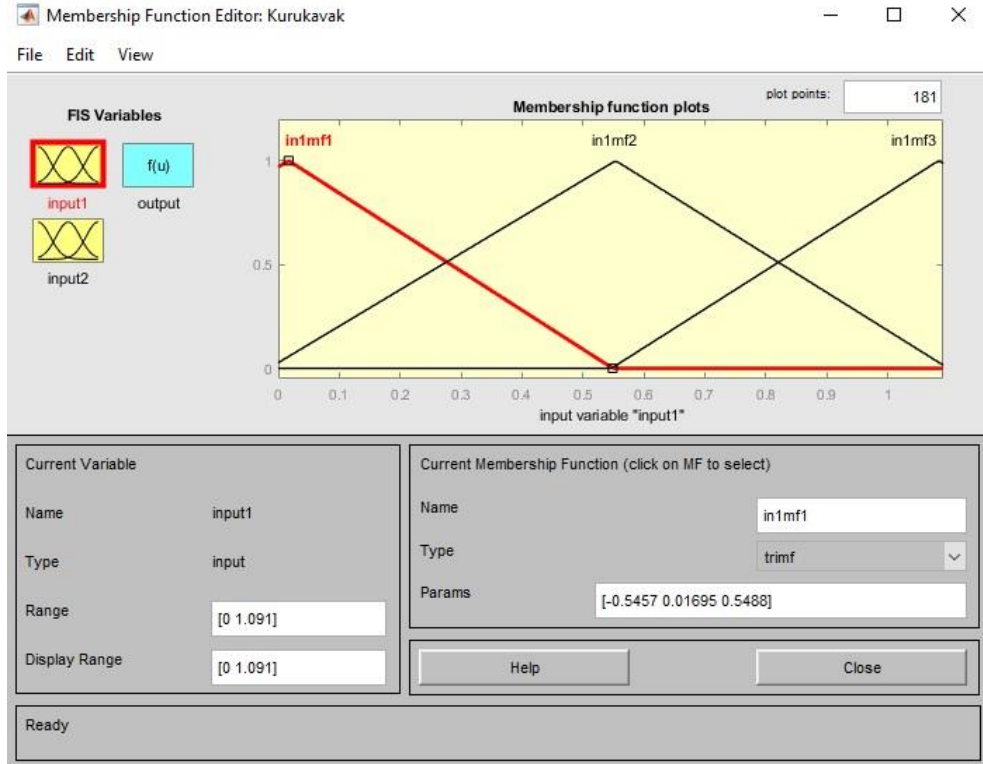 Membership Function Editor: Kurukavak
File Edit View
FIS Variables
f(u)
input1 output
input2
plot points: 181
Membership function plots
in1mf1 in1mf2 in1mf3
1
0.5
0
0 0.1 0.2 0.3 0.4 0.5 0.6 0.7 0.8 0.9 1
input variable "input1"
Current Variable
Name input1
Type input
Range [0 1.091]
Display Range [0 1.091]
Current Membership Function (click on MF to select)
Name in1mf1
Type trimf
Params [-0.5457 0.01695 0.5488]
Help Close
Ready